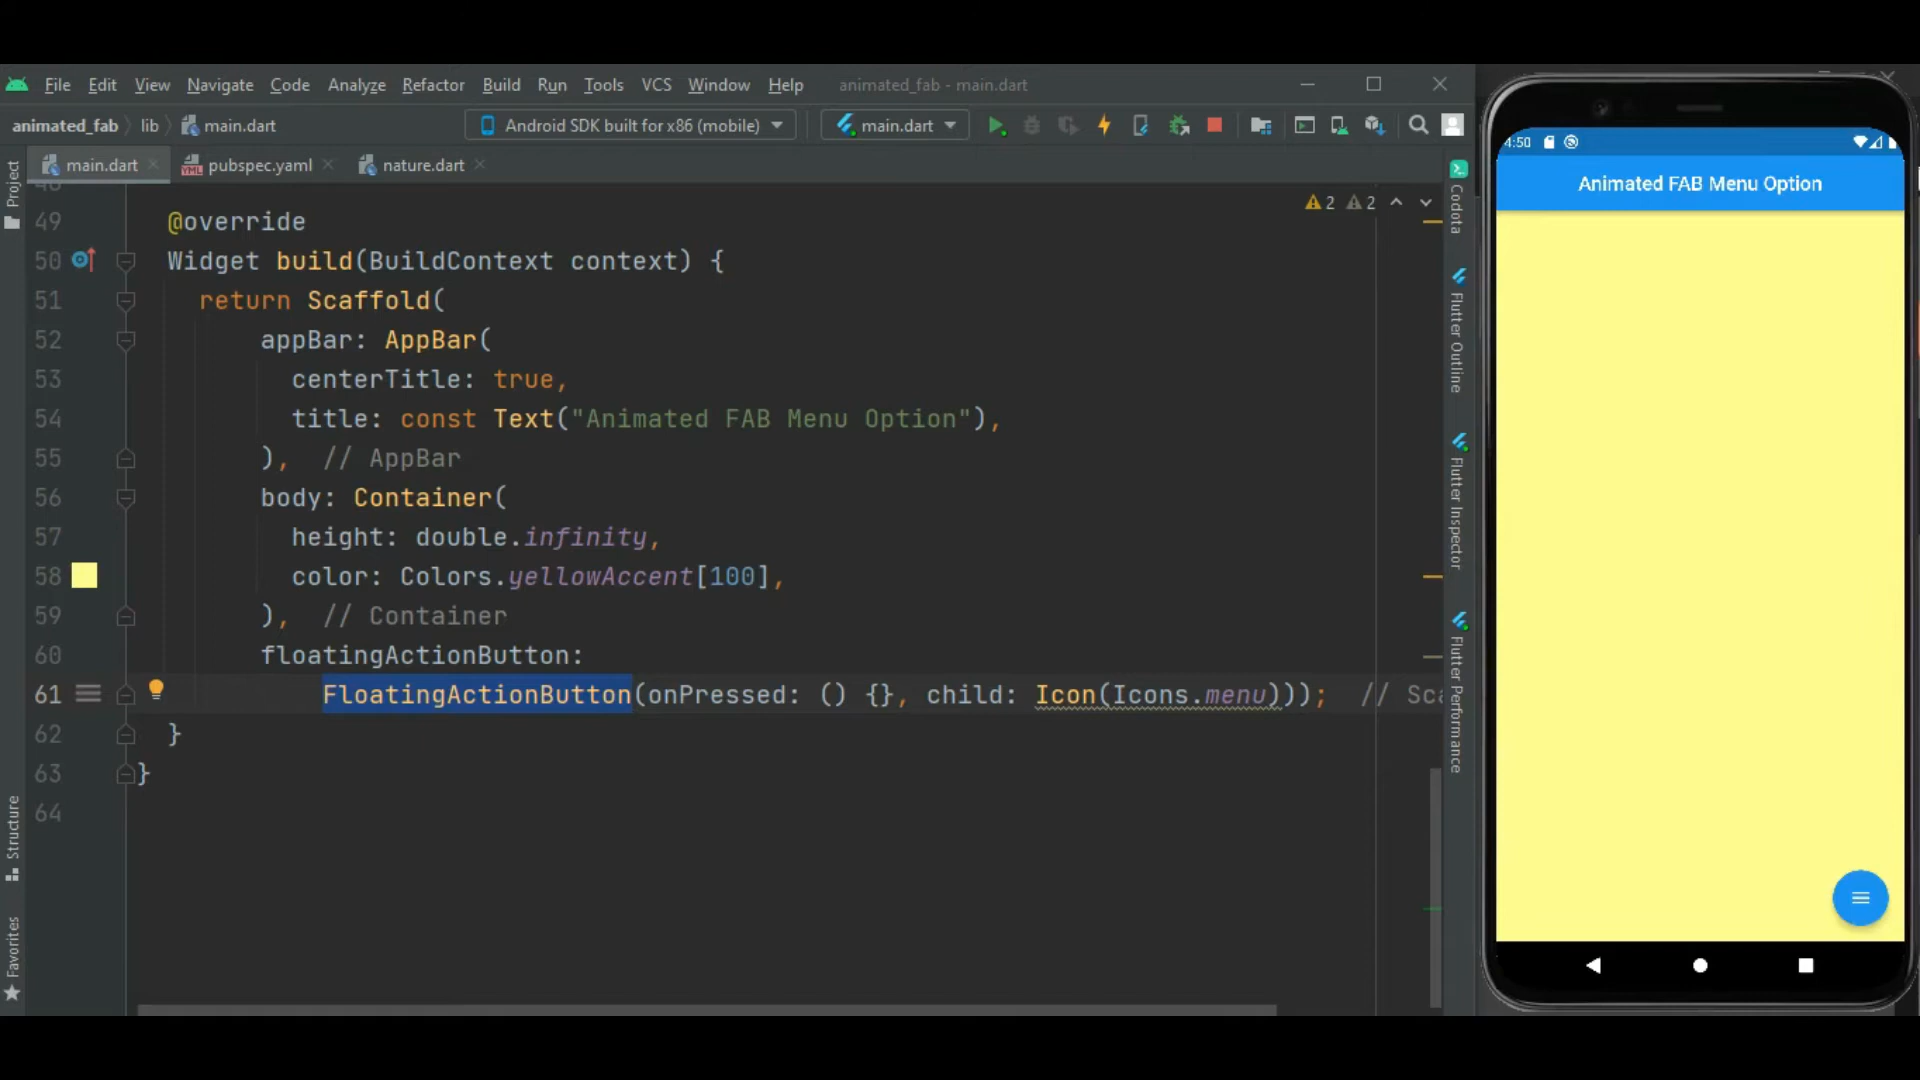 File Edit View Navigate Code Analyze Refactor Build Run Tools VCS Window Help animated_fab - main.dart
animated_fab lib main.dart Android SDK built for x86 (mobile) main.dart
main.dart pubspec.yaml nature.dart
2 2
49 @override
50 Widget build(BuildContext context) {
51 return Scaffold(
52 appBar: AppBar(
53 centerTitle: true,
54 title: const Text("Animated FAB Menu Option"),
55 ), // AppBar
56 body: Container(
57 height: double.infinity,
58 color: Colors.yellowAccent[100],
59 ), // Container
60 floatingActionButton:
61 FloatingActionButton(onPressed: () {}, child: Icon(Icons.menu))); // Sca
62 }
63 }
64
Project
Structure
Favorites
Codota
Flutter Outline
Flutter Inspector
Flutter Performance
4:50
Animated FAB Menu Option